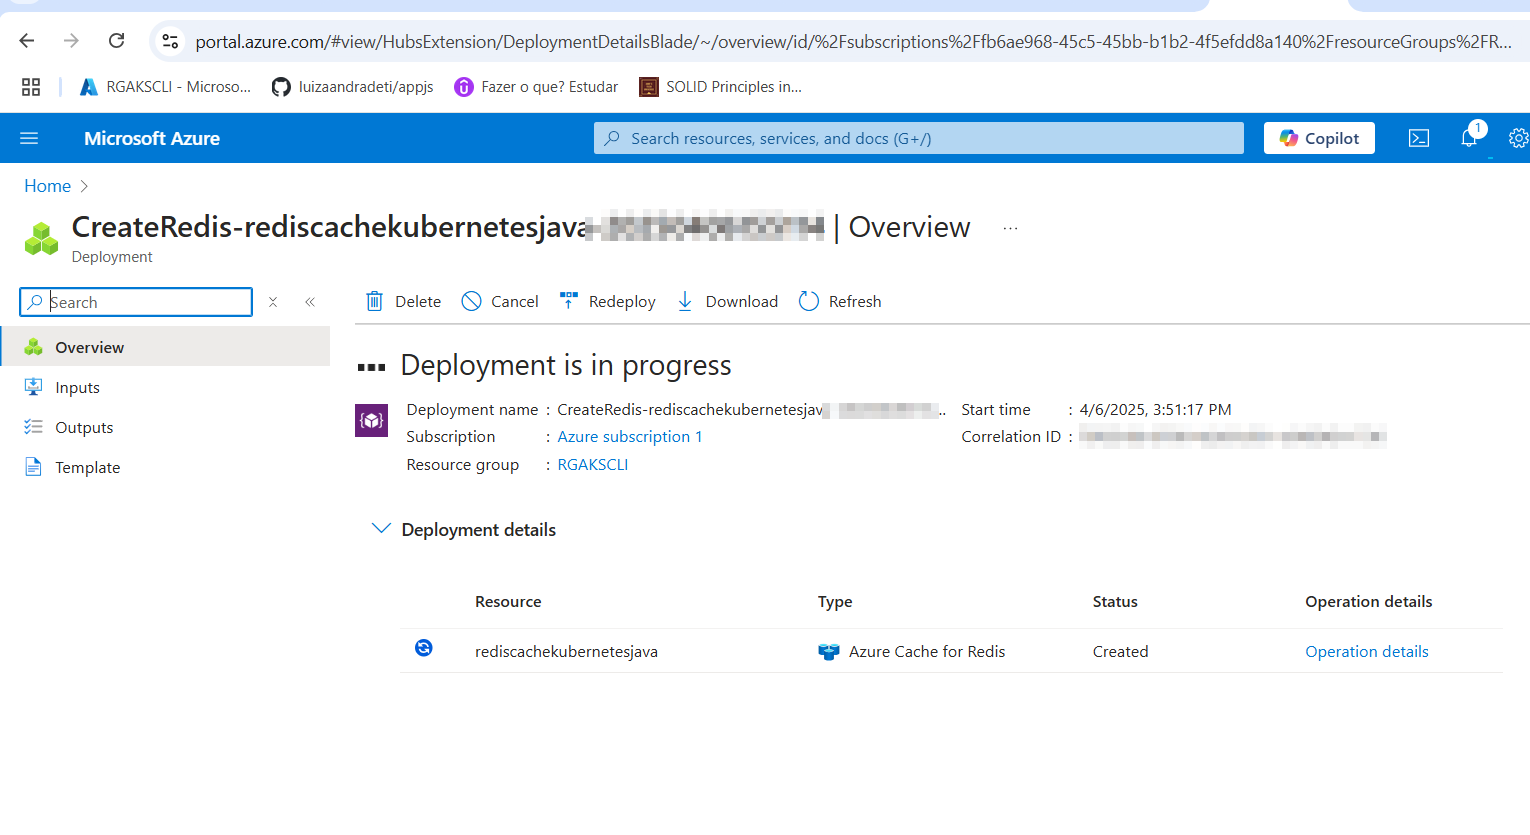 portal.azure.com/#view/HubsExtension/DeploymentDetailsBlade/~/overview/id/%2Fsubscriptions%2Ffb6ae968-45c5-45bb-b1b2-4f5efdd8a140%2FresourceGroups%2FR...
RGAKSCLI - Microso... luizaandradeti/appjs Fazer o que? Estudar SOLID Principles in...
Microsoft Azure Search resources, services, and docs (G+/) Copilot 1
Home >
CreateRedis-rediscachekubernetesjava | Overview ...
Deployment
Search Delete Cancel Redeploy Download Refresh
Overview
Inputs
Outputs
Template
Deployment is in progress
Deployment name : CreateRedis-rediscachekubernetesjav .. Start time : 4/6/2025, 3:51:17 PM
Subscription : Azure subscription 1 Correlation ID :
Resource group : RGAKSCLI
Deployment details
Resource Type Status Operation details
rediscachekubernetesjava Azure Cache for Redis Created Operation details